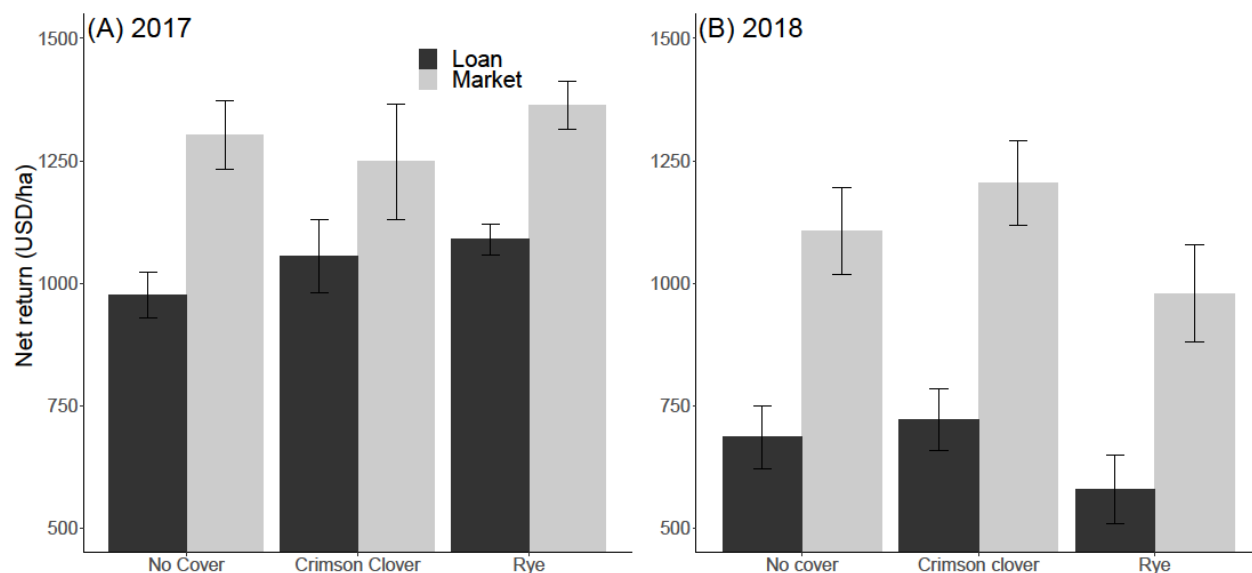 (A) 2017
Loan
Market
Net return (USD/ha)
1500
1250
1000
750
500
No Cover
Crimson Clover
Rye
(B) 2018
1500
1250
1000
750
500
No cover
Crimson clover
Rye